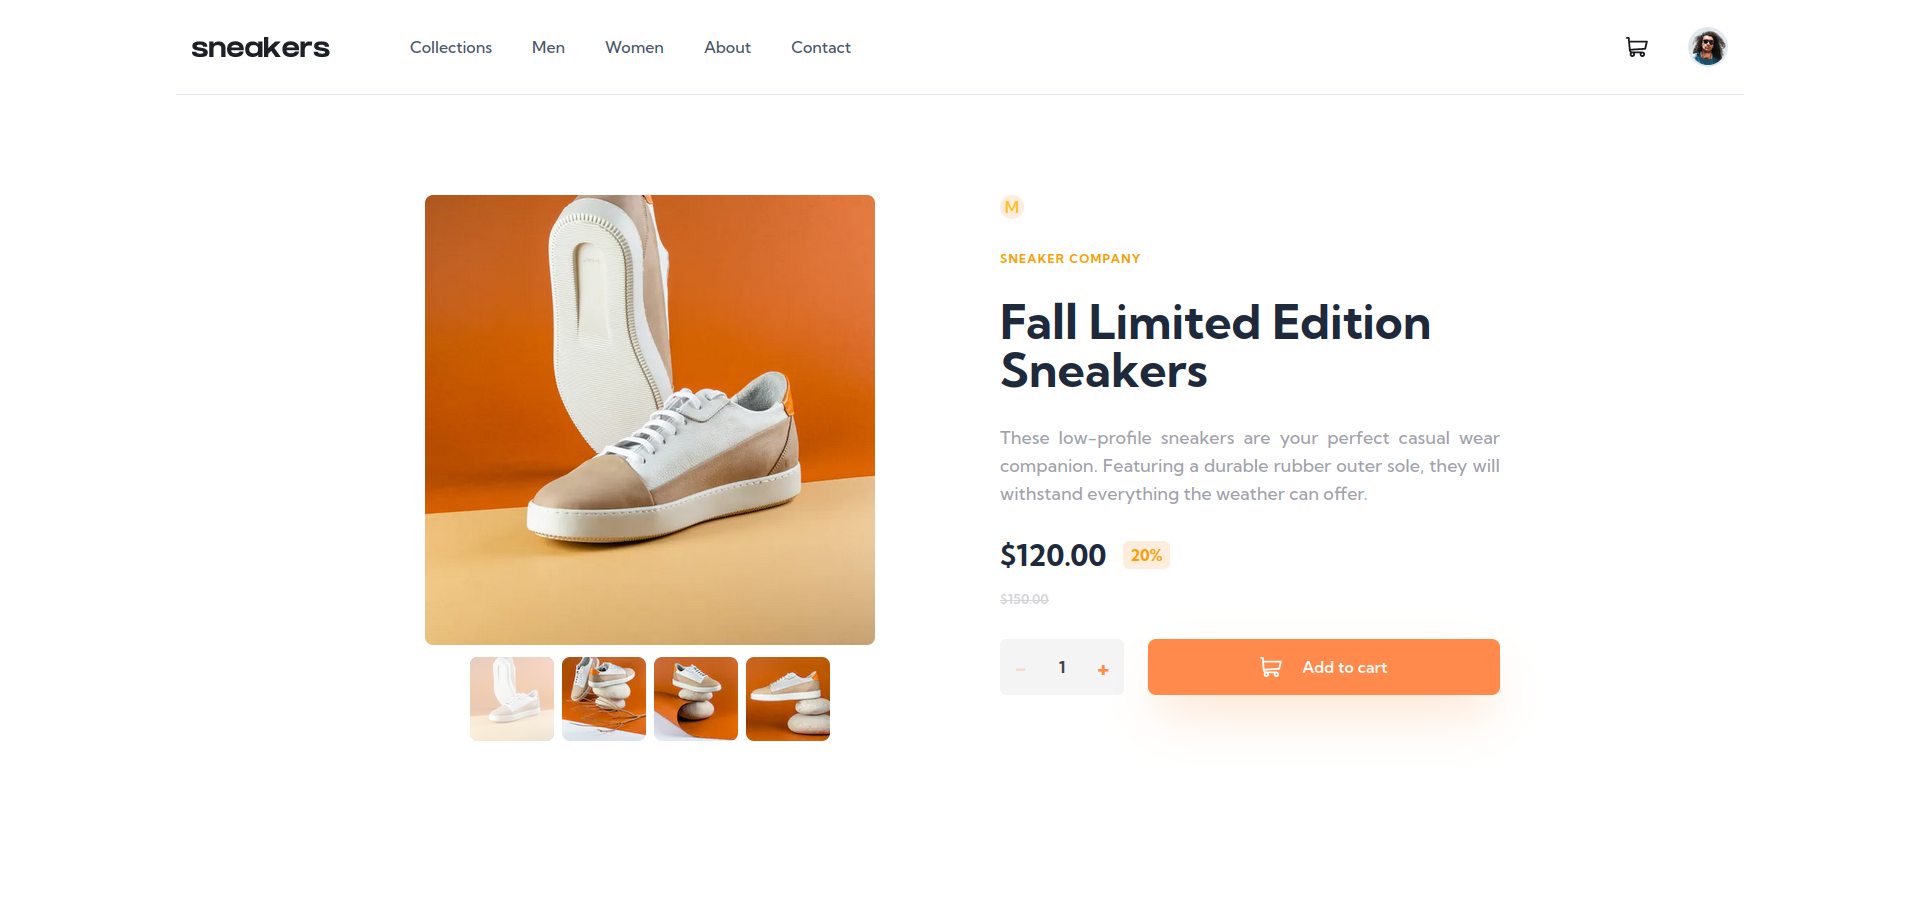 sneakers
Collections
Men
Women
About
Contact
M
SNEAKER COMPANY
Fall Limited Edition
Sneakers
These low-profile sneakers are your perfect casual wear
companion. Featuring a durable rubber outer sole, they will
withstand everything the weather can offer.
$120.00 20%
$150.00
− 1 +
Add to cart